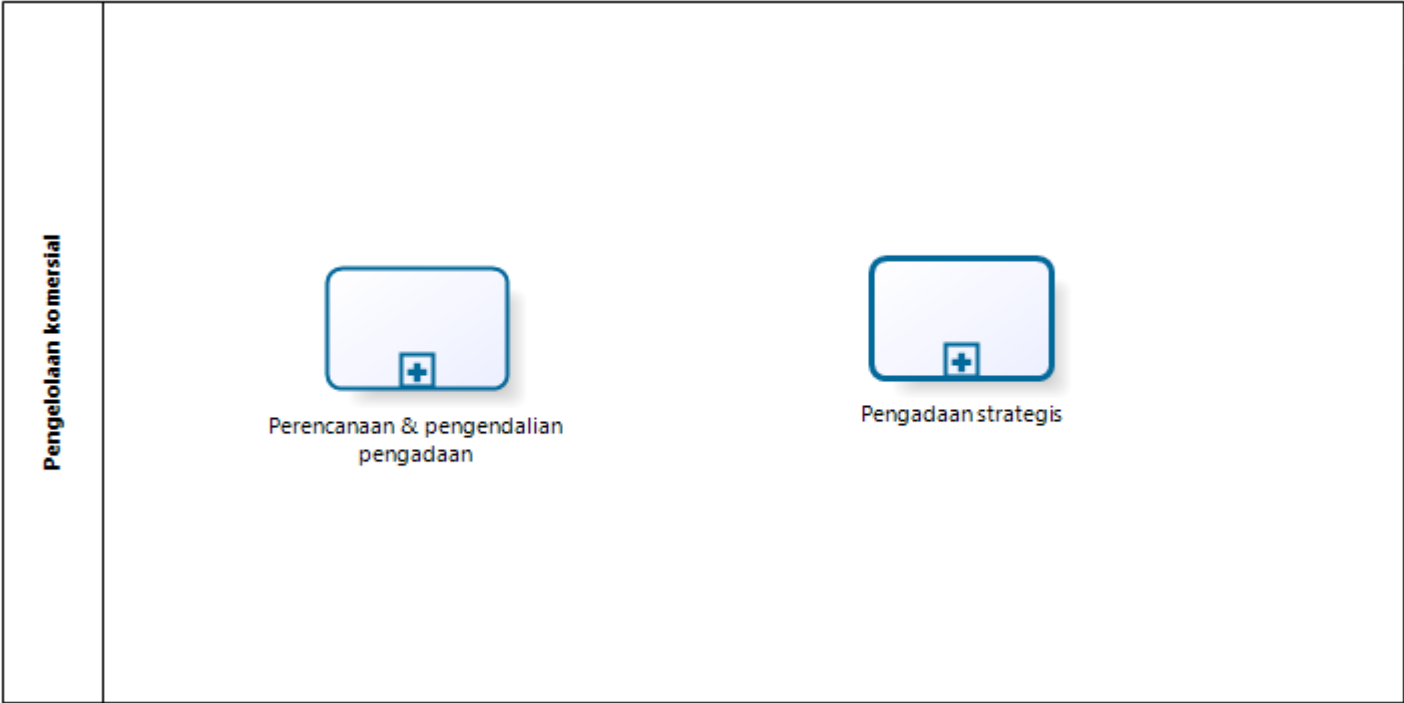 Pengelolaan komersial
Perencanaan & pengendalian
pengadaan
Pengadaan strategis